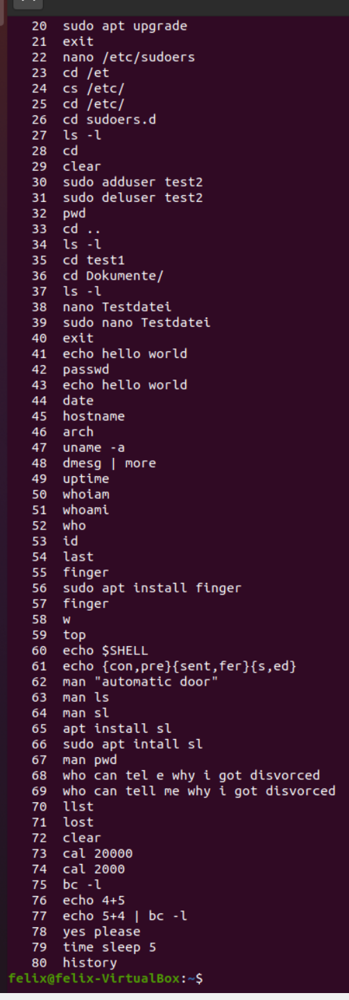 20 sudo apt upgrade
21 exit
22 nano /etc/sudoers
23 cd /et
24 cs /etc/
25 cd /etc/
26 cd sudoers.d
27 ls -l
28 cd
29 clear
30 sudo adduser test2
31 sudo deluser test2
32 pwd
33 cd ..
34 ls -l
35 cd test1
36 cd Dokumente/
37 ls -l
38 nano Testdatei
39 sudo nano Testdatei
40 exit
41 echo hello world
42 passwd
43 echo hello world
44 date
45 hostname
46 arch
47 uname -a
48 dmesg | more
49 uptime
50 whoiam
51 whoami
52 who
53 id
54 last
55 finger
56 sudo apt install finger
57 finger
58 w
59 top
60 echo $SHELL
61 echo {con,pre}{sent,fer}{s,ed}
62 man "automatic door"
63 man ls
64 man sl
65 apt install sl
66 sudo apt intall sl
67 man pwd
68 who can tel e why i got disvorced
69 who can tell me why i got disvorced
70 llst
71 lost
72 clear
73 cal 20000
74 cal 2000
75 bc -l
76 echo 4+5
77 echo 5+4 | bc -l
78 yes please
79 time sleep 5
80 history
felix@felix-VirtualBox:~$